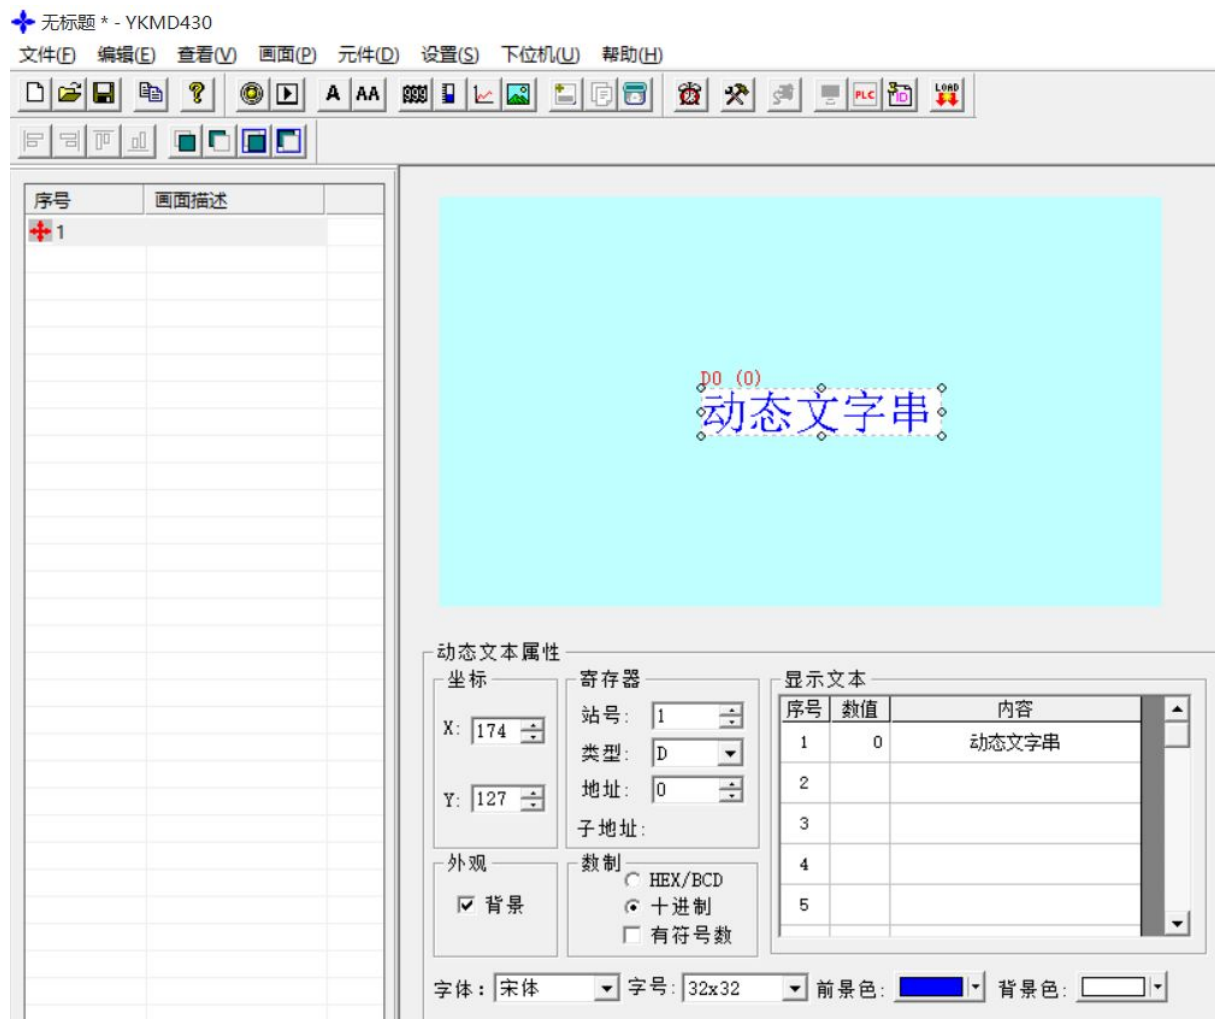 无标题 * - YKMD430
文件(F) 编辑(E) 查看(V) 画面(P) 元件(D) 设置(S) 下位机(U) 帮助(H)
A AA PLC ID LOAD
序号 画面描述
1
D0 (0)
动态文字串
动态文本属性
坐标
X: 174
Y: 127
寄存器
站号: 1
类型: D
地址: 0
子地址:
外观
背景
数制
HEX/BCD
十进制
有符号数
显示文本
序号 数值 内容
1 0 动态文字串
2
3
4
5
字体: 宋体 字号: 32x32 前景色: 背景色: